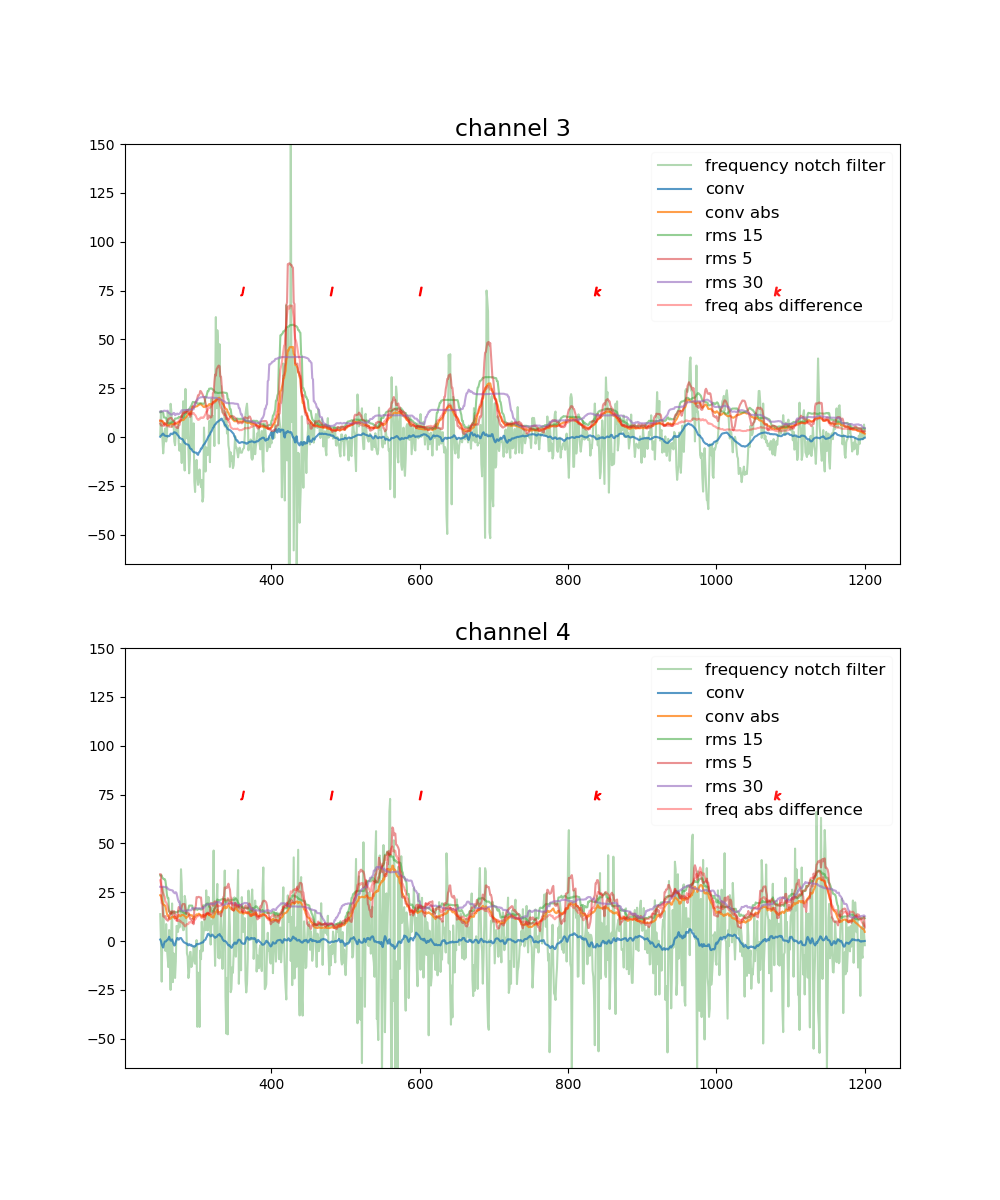 channel 3
150
125
100
75
50
25
0
−25
−50
frequency notch filter
conv
conv abs
rms 15
rms 5
rms 30
freq abs difference
J I I k k
400 600 800 1000 1200
channel 4
150
125
100
75
50
25
0
−25
−50
frequency notch filter
conv
conv abs
rms 15
rms 5
rms 30
freq abs difference
J I I k k
400 600 800 1000 1200